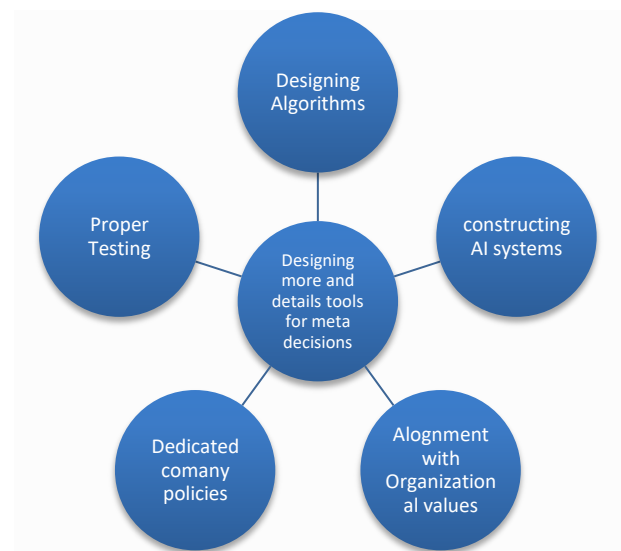 Designing
Algorithms
Proper
Testing
constructing
AI systems
Designing
more and
details tools
for meta
decisions
Dedicated
comany
policies
Alognment
with
Organization
al values